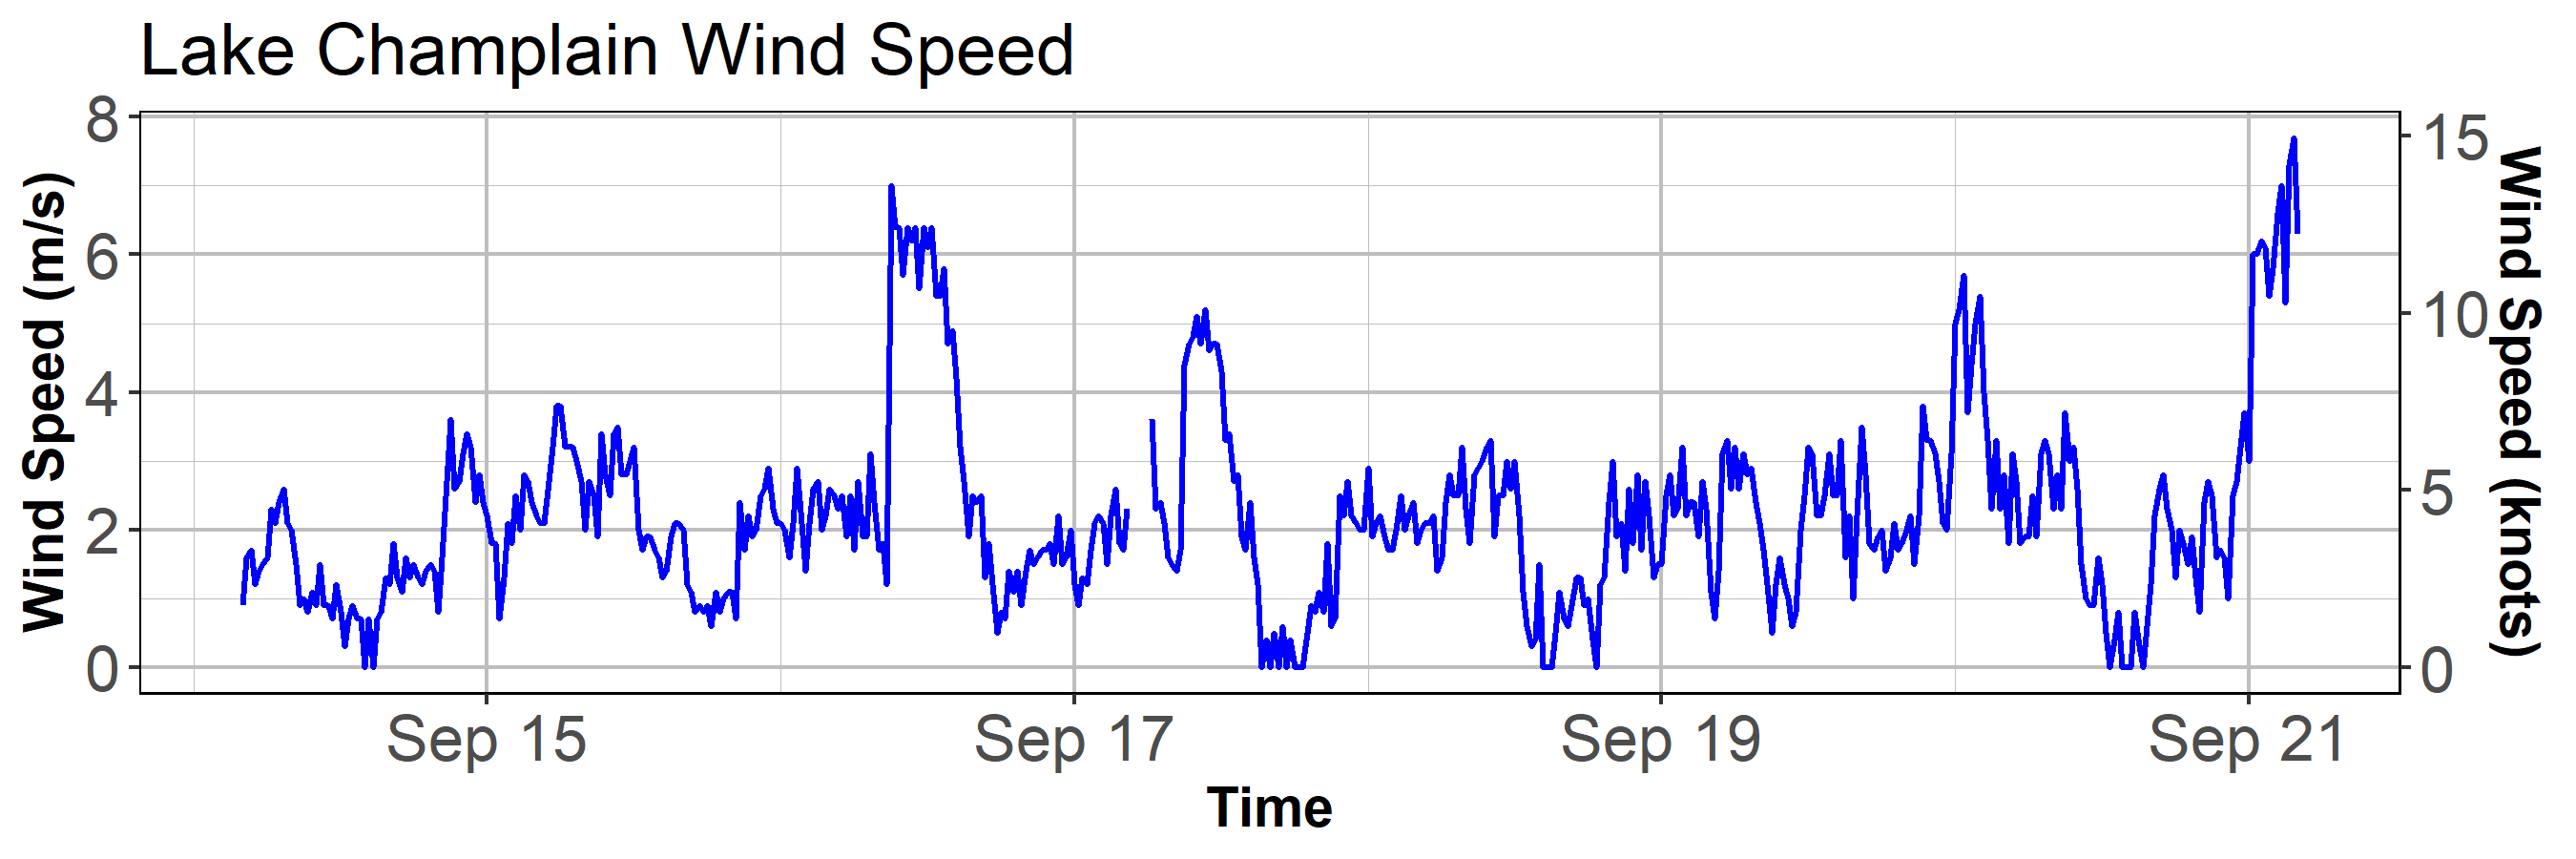 Lake Champlain Wind Speed
Wind Speed (m/s)
8
6
4
2
0
15
10
5
0
Wind Speed (knots)
Sep 15
Sep 17
Sep 19
Sep 21
Time